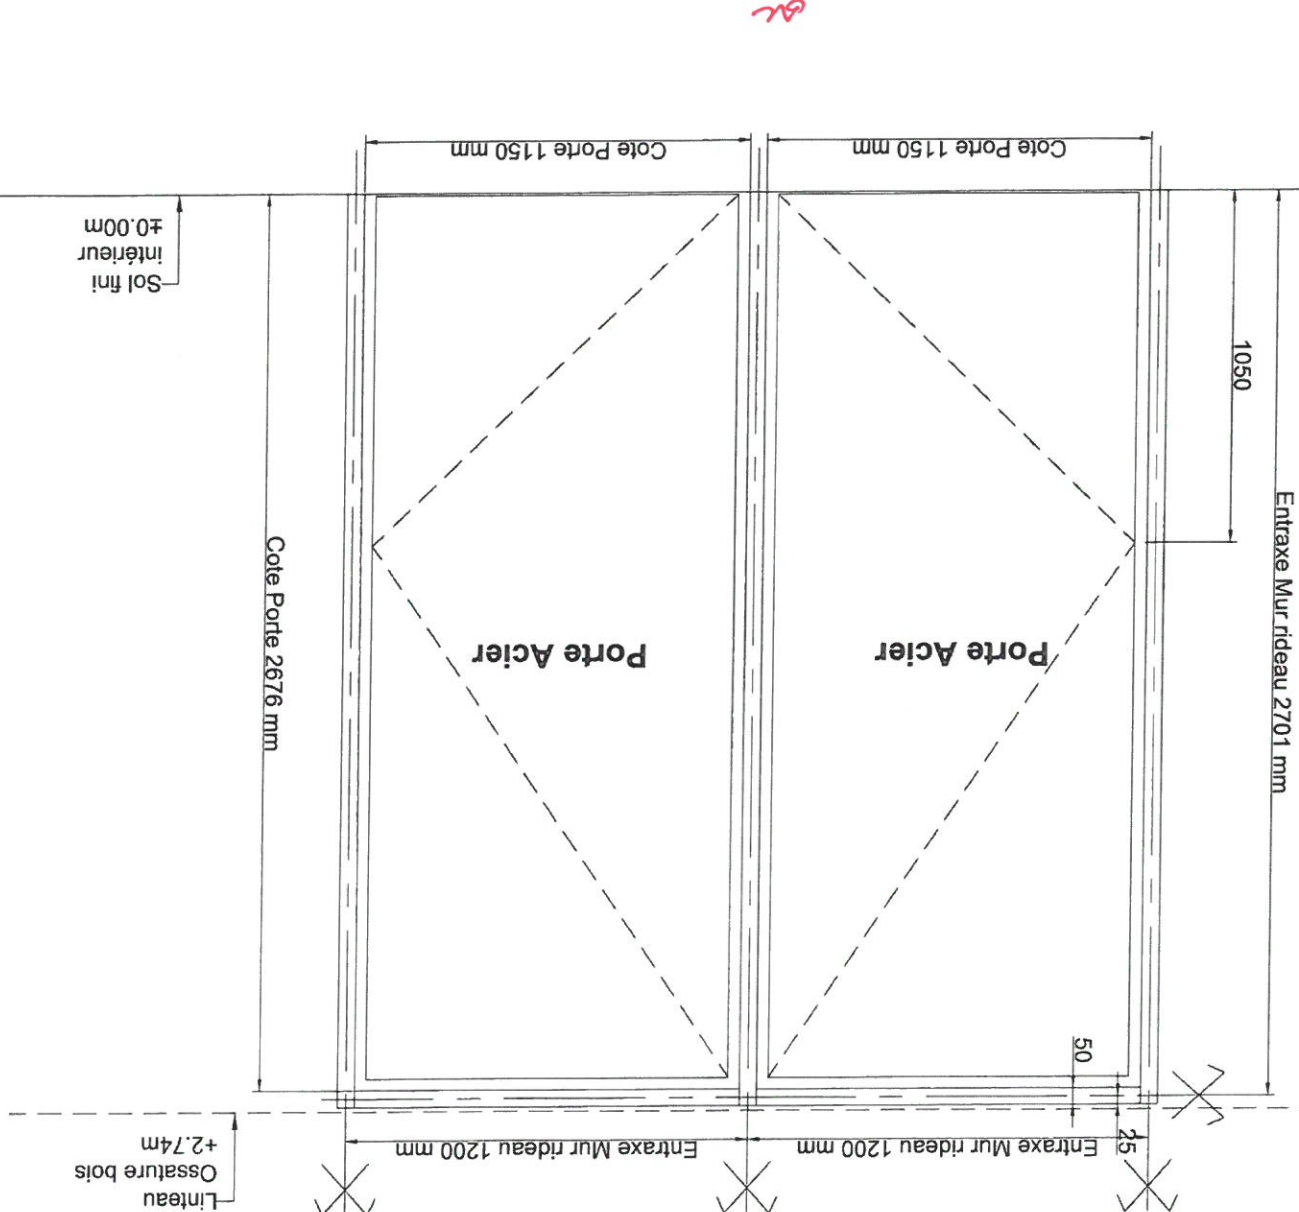 Linteau
Ossature bois
+2.74m
Entraxe Mur rideau 1200 mm
Entraxe Mur rideau 1200 mm
25
50
Porte Acier
Porte Acier
Entraxe Mur rideau 2701 mm
Cote Porte 2676 mm
1050
Sol fini
intérieur
±0.00m
Cote Porte 1150 mm
Cote Porte 1150 mm